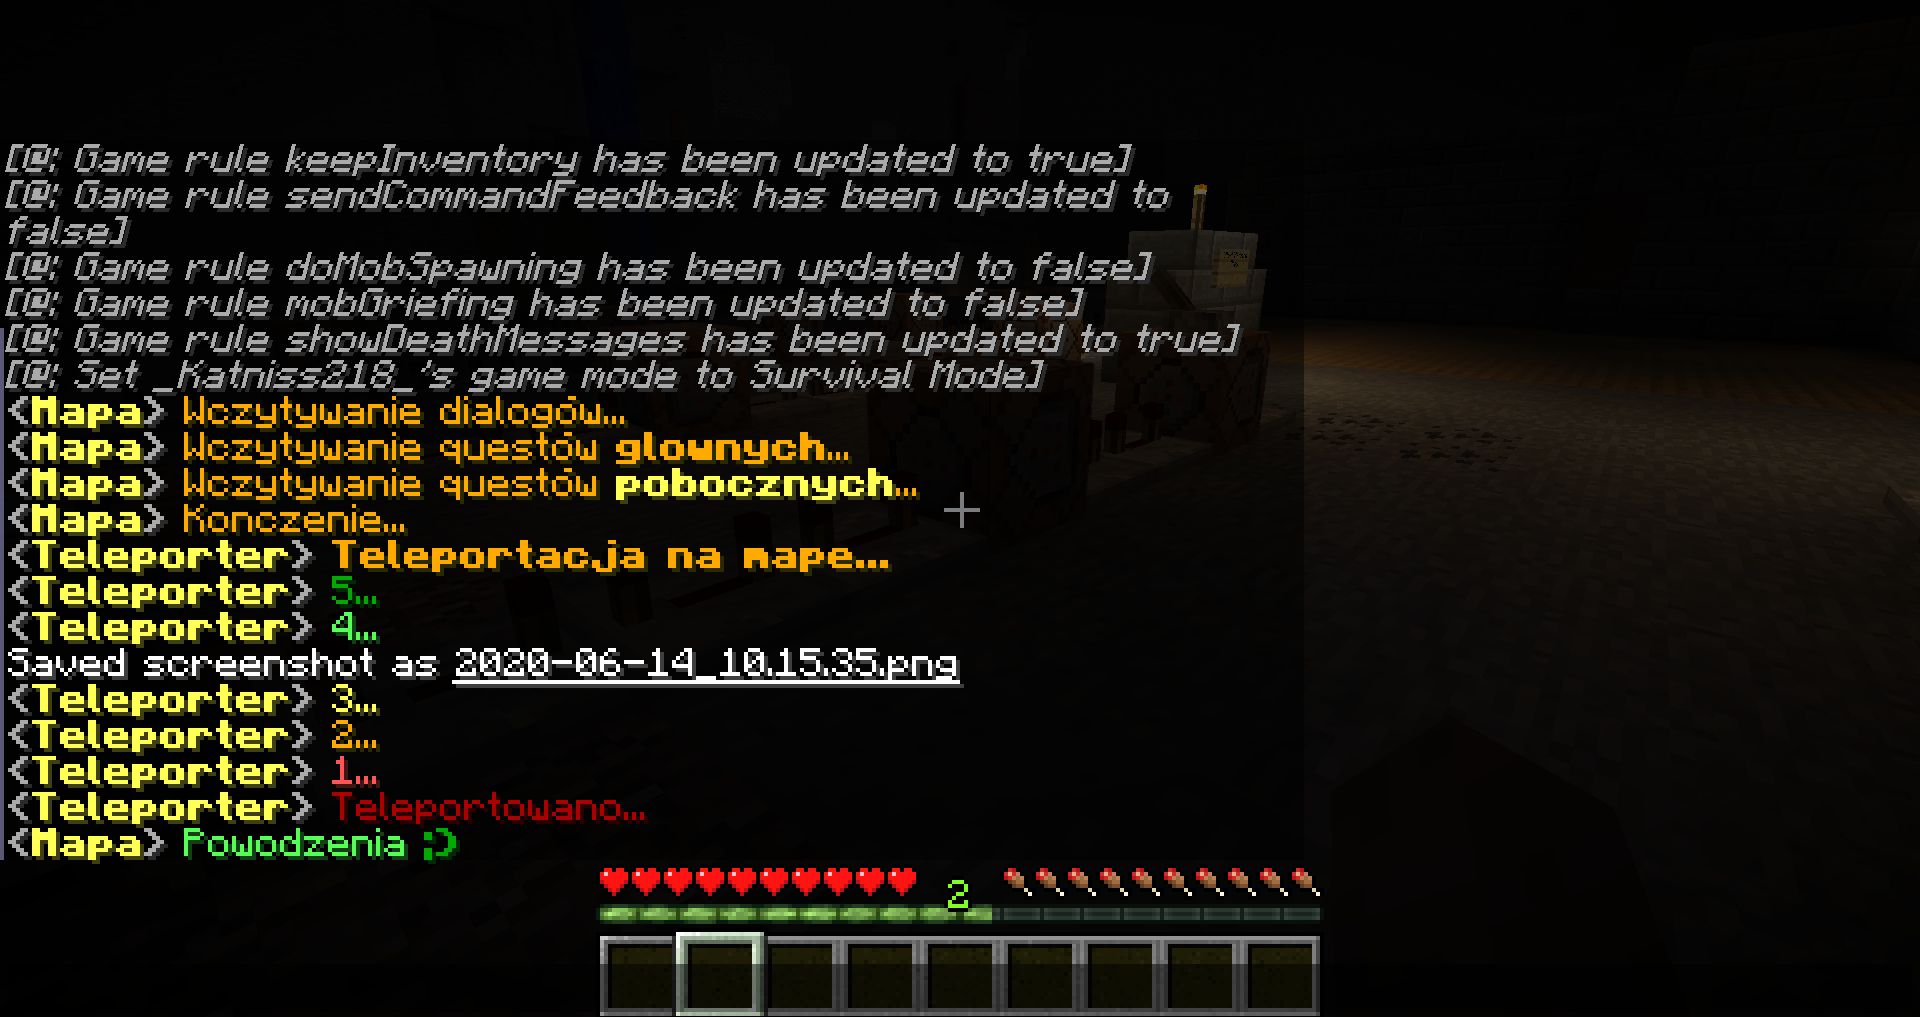 [@: Game rule keepInventory has been updated to true]
[@: Game rule sendCommandFeedback has been updated to
false]
[@: Game rule doMobSpawning has been updated to false]
[@: Game rule mobGriefing has been updated to false]
[@: Game rule showDeathMessages has been updated to true]
[@: Set _Katniss218_'s game mode to Survival Mode]
<Mapa> Wczytywanie dialogów...
<Mapa> Wczytywanie questów glownych...
<Mapa> Wczytywanie questów pobocznych...
<Mapa> Konczenie...
<Teleporter> Teleportacja na mape...
<Teleporter> 5...
<Teleporter> 4...
Saved screenshot as 2020-06-14_10.15.35.png
<Teleporter> 3...
<Teleporter> 2...
<Teleporter> 1...
<Teleporter> Teleportowano...
<Mapa> Powodzenia ;)
2